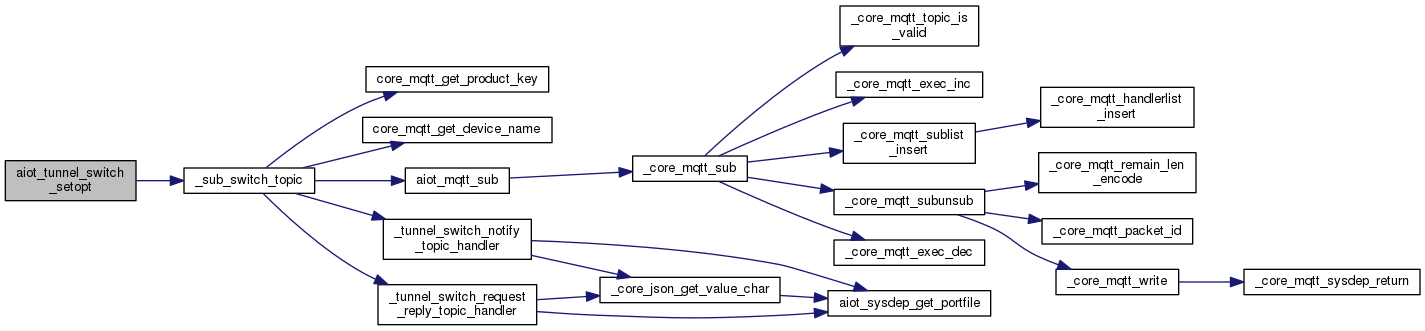 aiot_tunnel_switch
_setopt
_sub_switch_topic
core_mqtt_get_product_key
core_mqtt_get_device_name
aiot_mqtt_sub
_tunnel_switch_notify
_topic_handler
_tunnel_switch_request
_reply_topic_handler
_core_mqtt_sub
_core_json_get_value_char
_core_mqtt_topic_is
_valid
_core_mqtt_exec_inc
_core_mqtt_sublist
_insert
_core_mqtt_subunsub
_core_mqtt_exec_dec
aiot_sysdep_get_portfile
_core_mqtt_handlerlist
_insert
_core_mqtt_remain_len
_encode
_core_mqtt_packet_id
_core_mqtt_write
_core_mqtt_sysdep_return